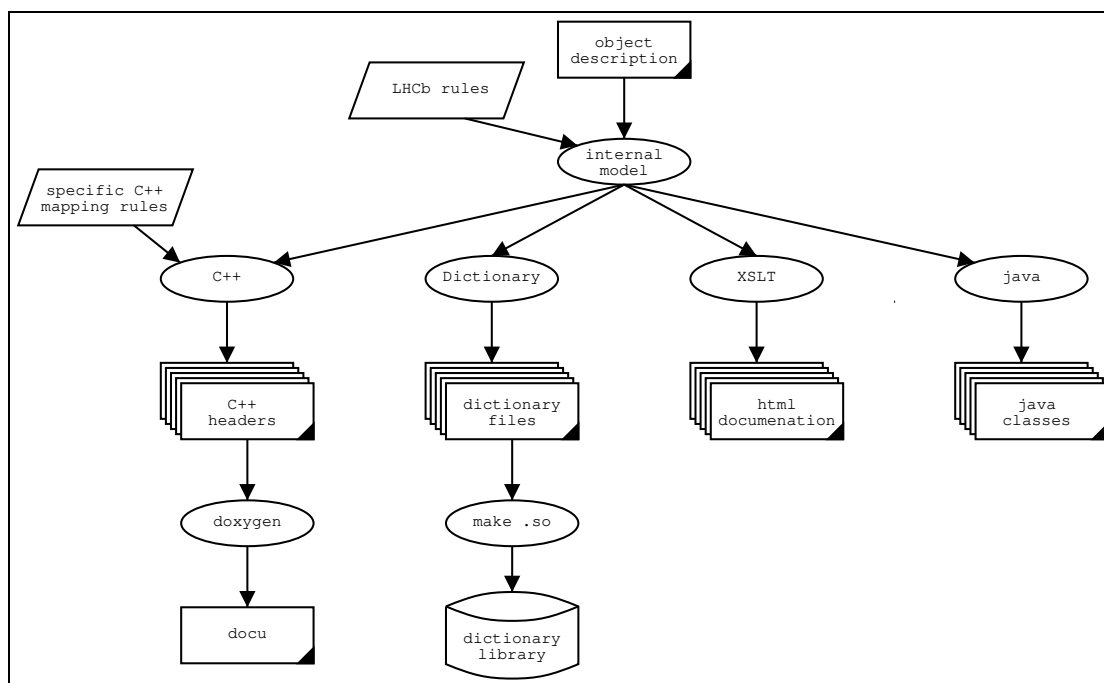 object
description
LHCb rules
internal
model
specific C++
mapping rules
C++
Dictionary
XSLT
java
C++
headers
dictionary
files
html
documenation
java
classes
doxygen
make .so
docu
dictionary
library